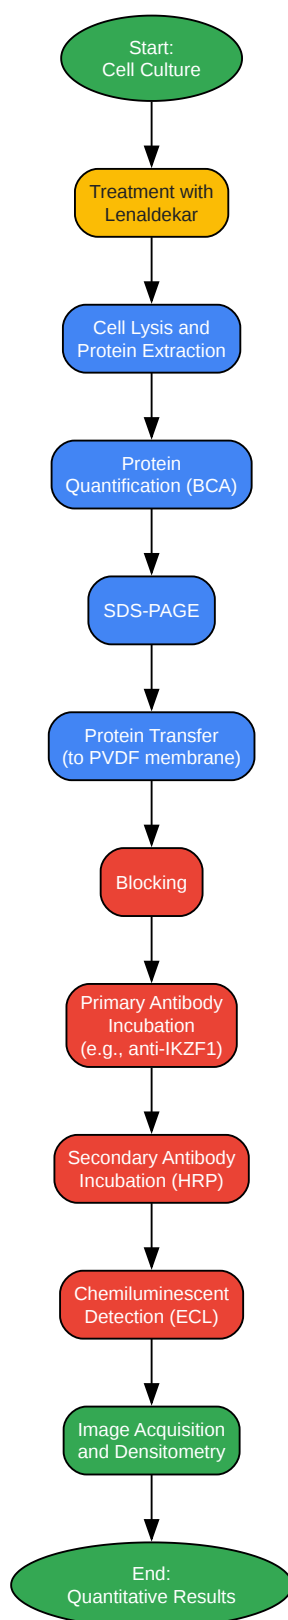 Start:
Cell Culture
Treatment with
Lenaldekar
Cell Lysis and
Protein Extraction
Protein
Quantification (BCA)
SDS-PAGE
Protein Transfer
(to PVDF membrane)
Blocking
Primary Antibody
Incubation
(e.g., anti-IKZF1)
Secondary Antibody
Incubation (HRP)
Chemiluminescent
Detection (ECL)
Image Acquisition
and Densitometry
End:
Quantitative Results